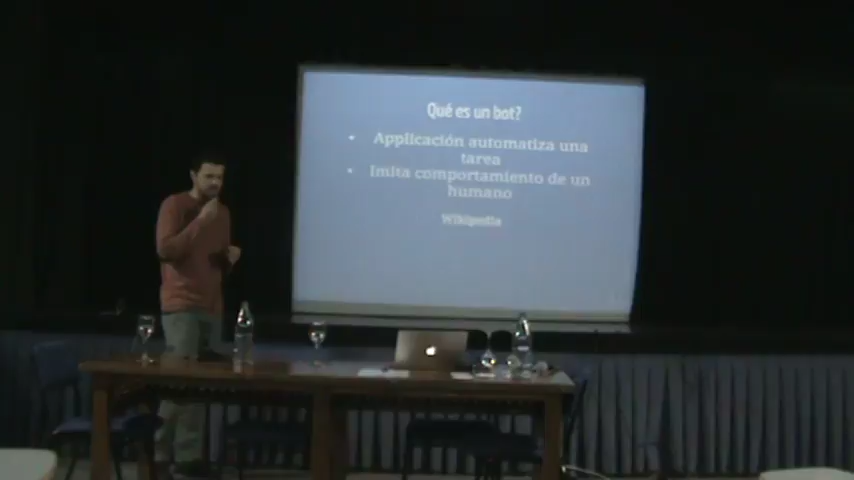 Qué es un bot?
• Applicación automatiza una
tarea
• Imita comportamiento de un
humano
Wikipedia